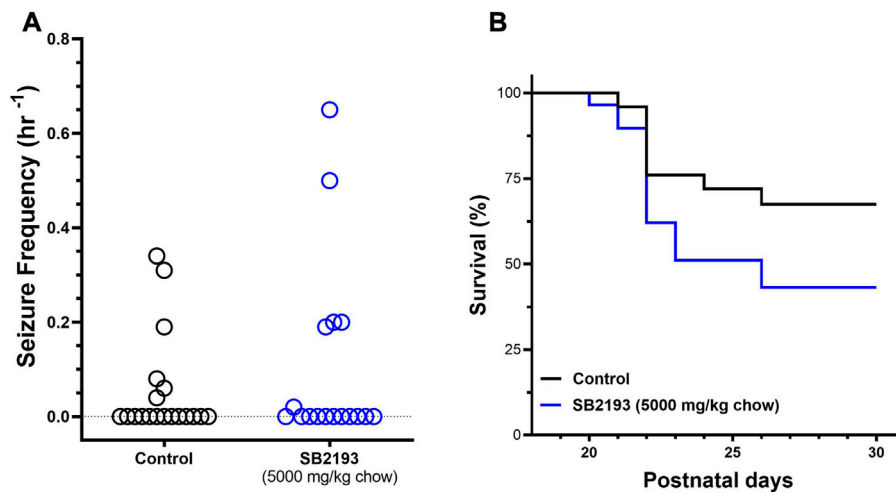 A
Seizure Frequency (hr -1)
0.8
0.6
0.4
0.2
0.0
Control
SB2193
(5000 mg/kg chow)
B
Survival (%)
100
75
50
25
0
Control
SB2193 (5000 mg/kg chow)
20
25
30
Postnatal days